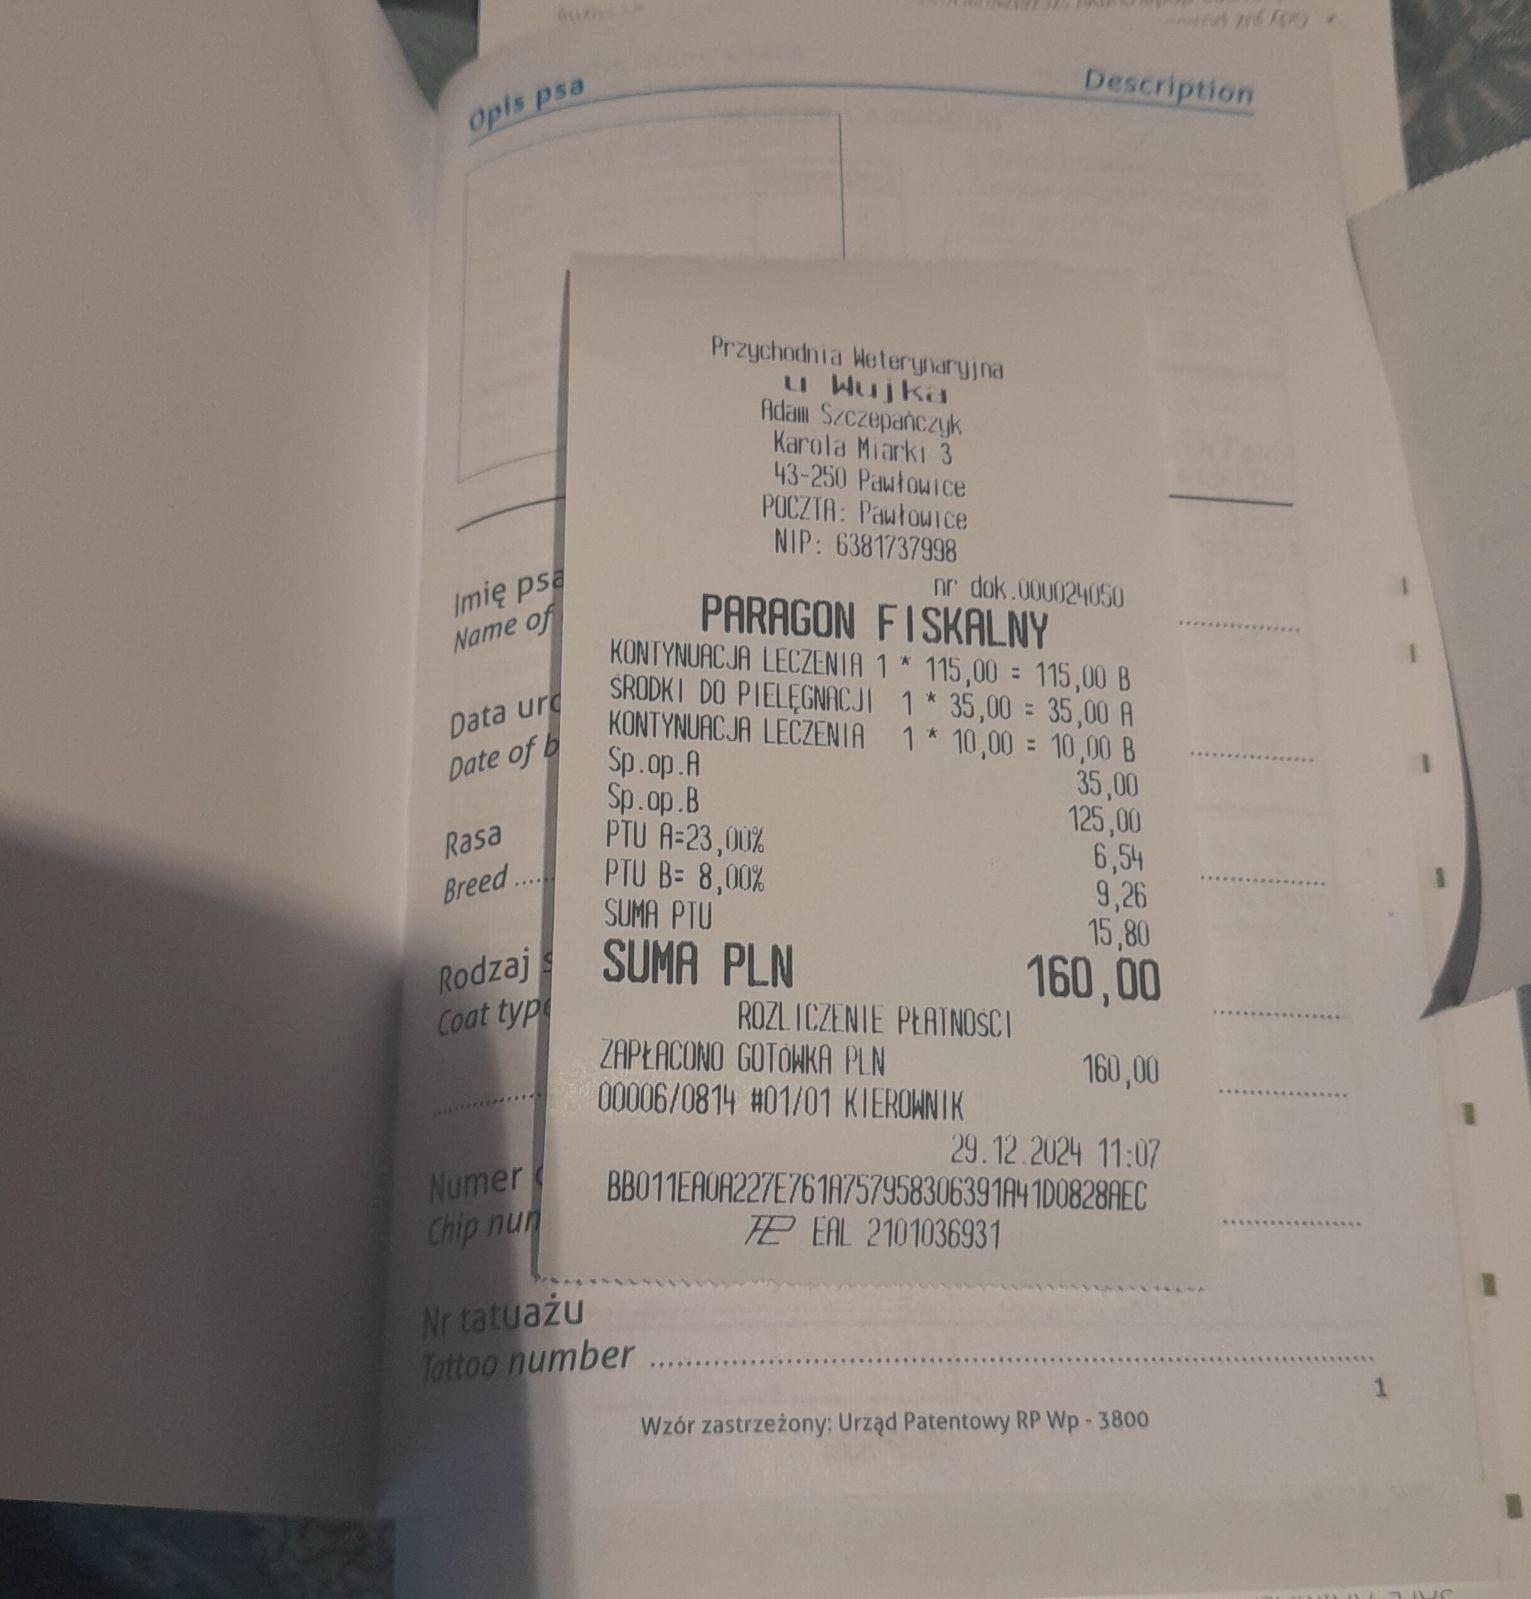 Opis psa Description
Przychodnia Weterynaryjna
u Wujka
Adam Szczepańczyk
Karola Miarki 3
43-250 Pawłowice
POCZTA: Pawłowice
NIP: 6381737998
nr dok.000024050
PARAGON FISKALNY
KONTYNUACJA LECZENIA 1 * 115,00 = 115,00 B
ŚRODKI DO PIELĘGNACJI 1 * 35,00 = 35,00 A
KONTYNUACJA LECZENIA 1 * 10,00 = 10,00 B
Sp.op.A 35,00
Sp.op.B 125,00
PTU A=23,00% 6,54
PTU B= 8,00% 9,26
SUMA PTU 15,80
SUMA PLN 160,00
ROZLICZENIE PŁATNOŚCI
ZAPŁACONO GOTÓWKA PLN 160,00
00006/0814 #01/01 KIEROWNIK
29.12.2024 11:07
BB011EA0A227E761A757958306391A41D0828AEC
EAL 2101036931
Imię psa
Name of
Data uro
Date of b
Rasa
Breed
Rodzaj s
Coat type
Numer
Chip num
Nr tatuażu
Tattoo number
1
Wzór zastrzeżony: Urząd Patentowy RP Wp - 3800